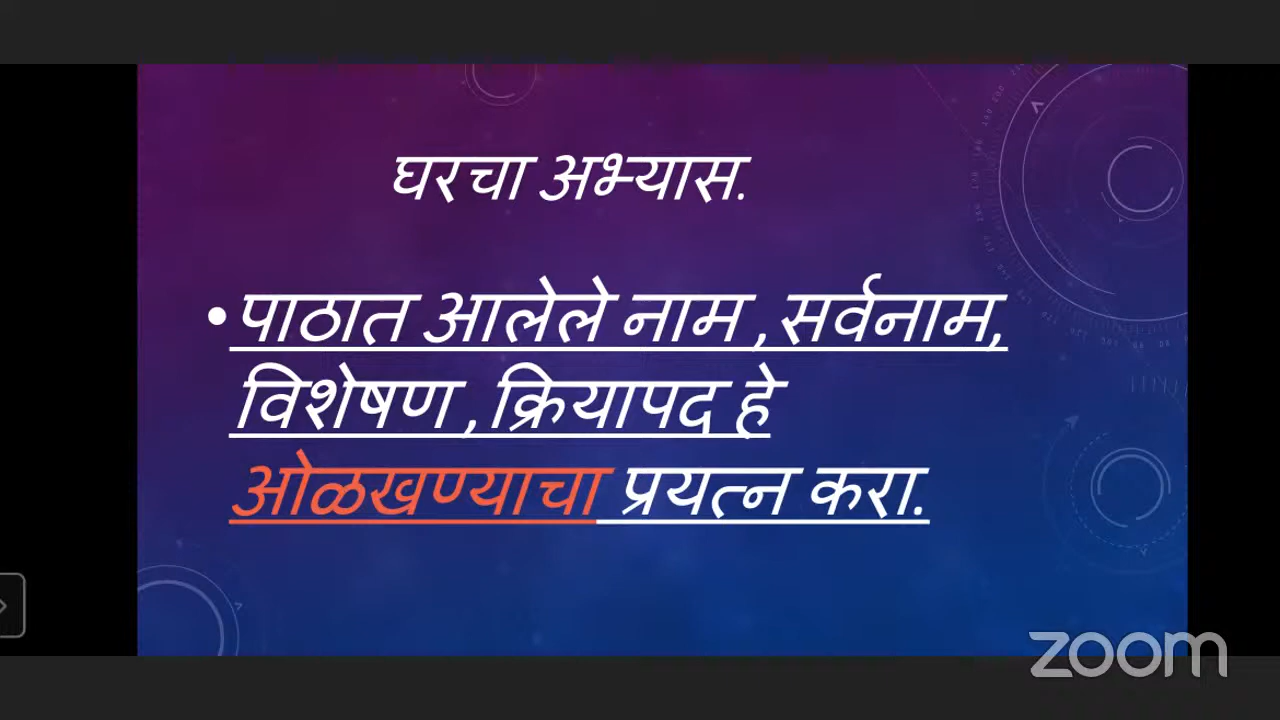 घरचा अभ्यास.
•पाठात आलेले नाम ,सर्वनाम,
विशेषण ,क्रियापद हे
ओळखण्याचा प्रयत्न करा.
zoom